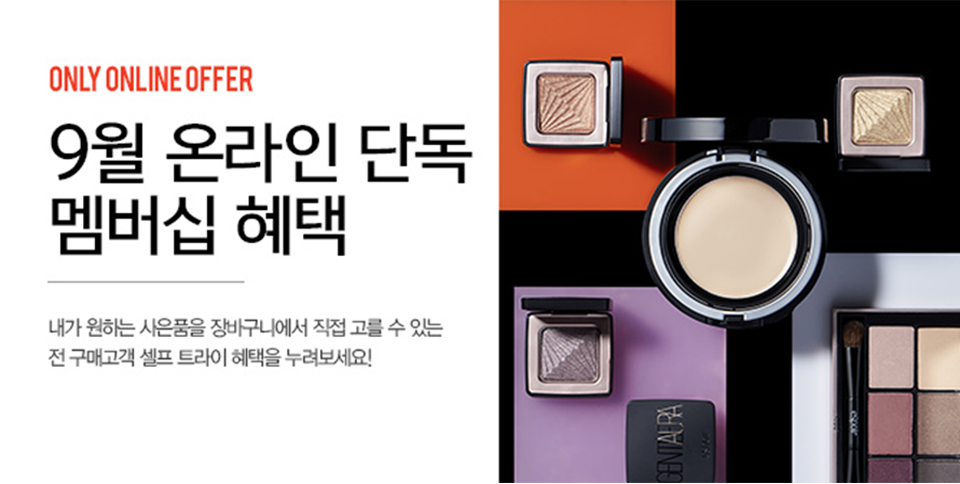 ONLY ONLINE OFFER
9월 온라인 단독
멤버십 혜택
내가 원하는 사은품을 장바구니에서 직접 고를 수 있는
전 구매고객 셀프 트라이 혜택을 누려보세요!
GENTAURA